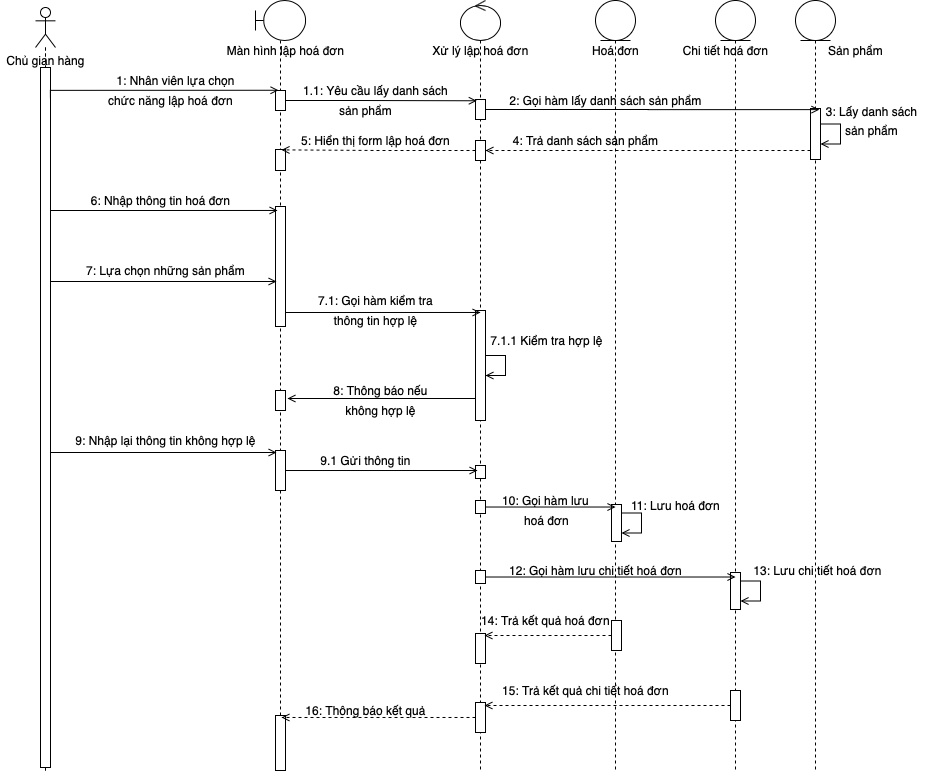 Chủ gian hàng
Màn hình lập hoá đơn
Xử lý lập hoá đơn
Hoá đơn
Chi tiết hoá đơn
Sản phẩm
1: Nhân viên lựa chọn
chức năng lập hoá đơn
1.1: Yêu cầu lấy danh sách
sản phẩm
2: Gọi hàm lấy danh sách sản phẩm
3: Lấy danh sách
sản phẩm
4: Trả danh sách sản phẩm
5: Hiển thị form lập hoá đơn
6: Nhập thông tin hoá đơn
7: Lựa chọn những sản phẩm
7.1: Gọi hàm kiểm tra
thông tin hợp lệ
7.1.1 Kiểm tra hợp lệ
8: Thông báo nếu
không hợp lệ
9: Nhập lại thông tin không hợp lệ
9.1 Gửi thông tin
10: Gọi hàm lưu
hoá đơn
11: Lưu hoá đơn
12: Gọi hàm lưu chi tiết hoá đơn
13: Lưu chi tiết hoá đơn
14: Trả kết quả hoá đơn
15: Trả kết quả chi tiết hoá đơn
16: Thông báo kết quả